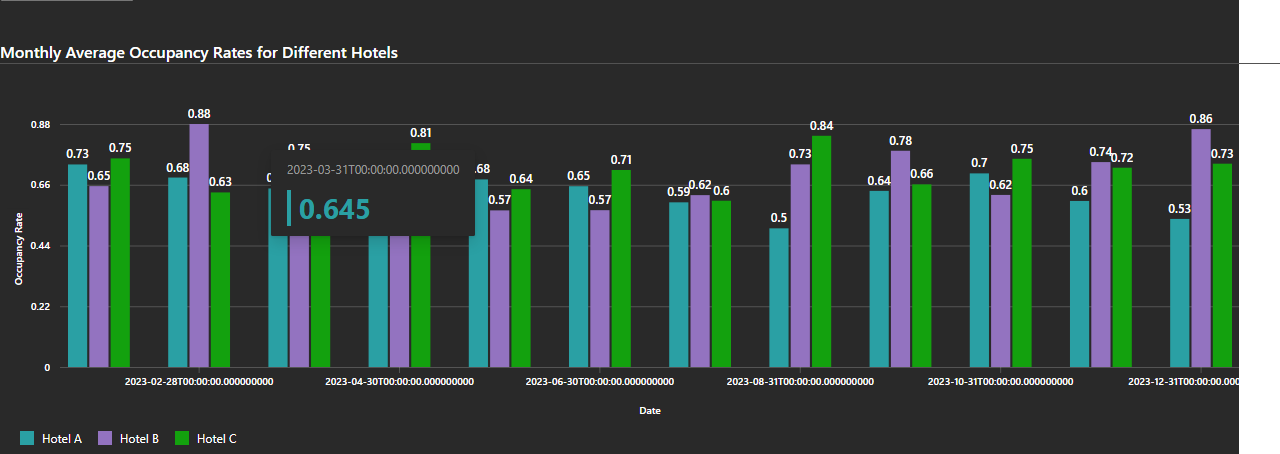 Monthly Average Occupancy Rates for Different Hotels
0.88
0.66
0.44
0.22
0
Occupancy Rate
0.73
0.65
0.75
0.68
0.88
0.63
0.75
2023-03-31T00:00:00.000000000
0.645
0.81
.68
0.57
0.64
0.65
0.57
0.71
0.59
0.62
0.6
0.5
0.73
0.84
0.64
0.78
0.66
0.7
0.62
0.75
0.6
0.74
0.72
0.53
0.86
0.73
2023-02-28T00:00:00.000000000
2023-04-30T00:00:00.000000000
2023-06-30T00:00:00.000000000
2023-08-31T00:00:00.000000000
2023-10-31T00:00:00.000000000
2023-12-31T00:00:00.000
Date
Hotel A
Hotel B
Hotel C